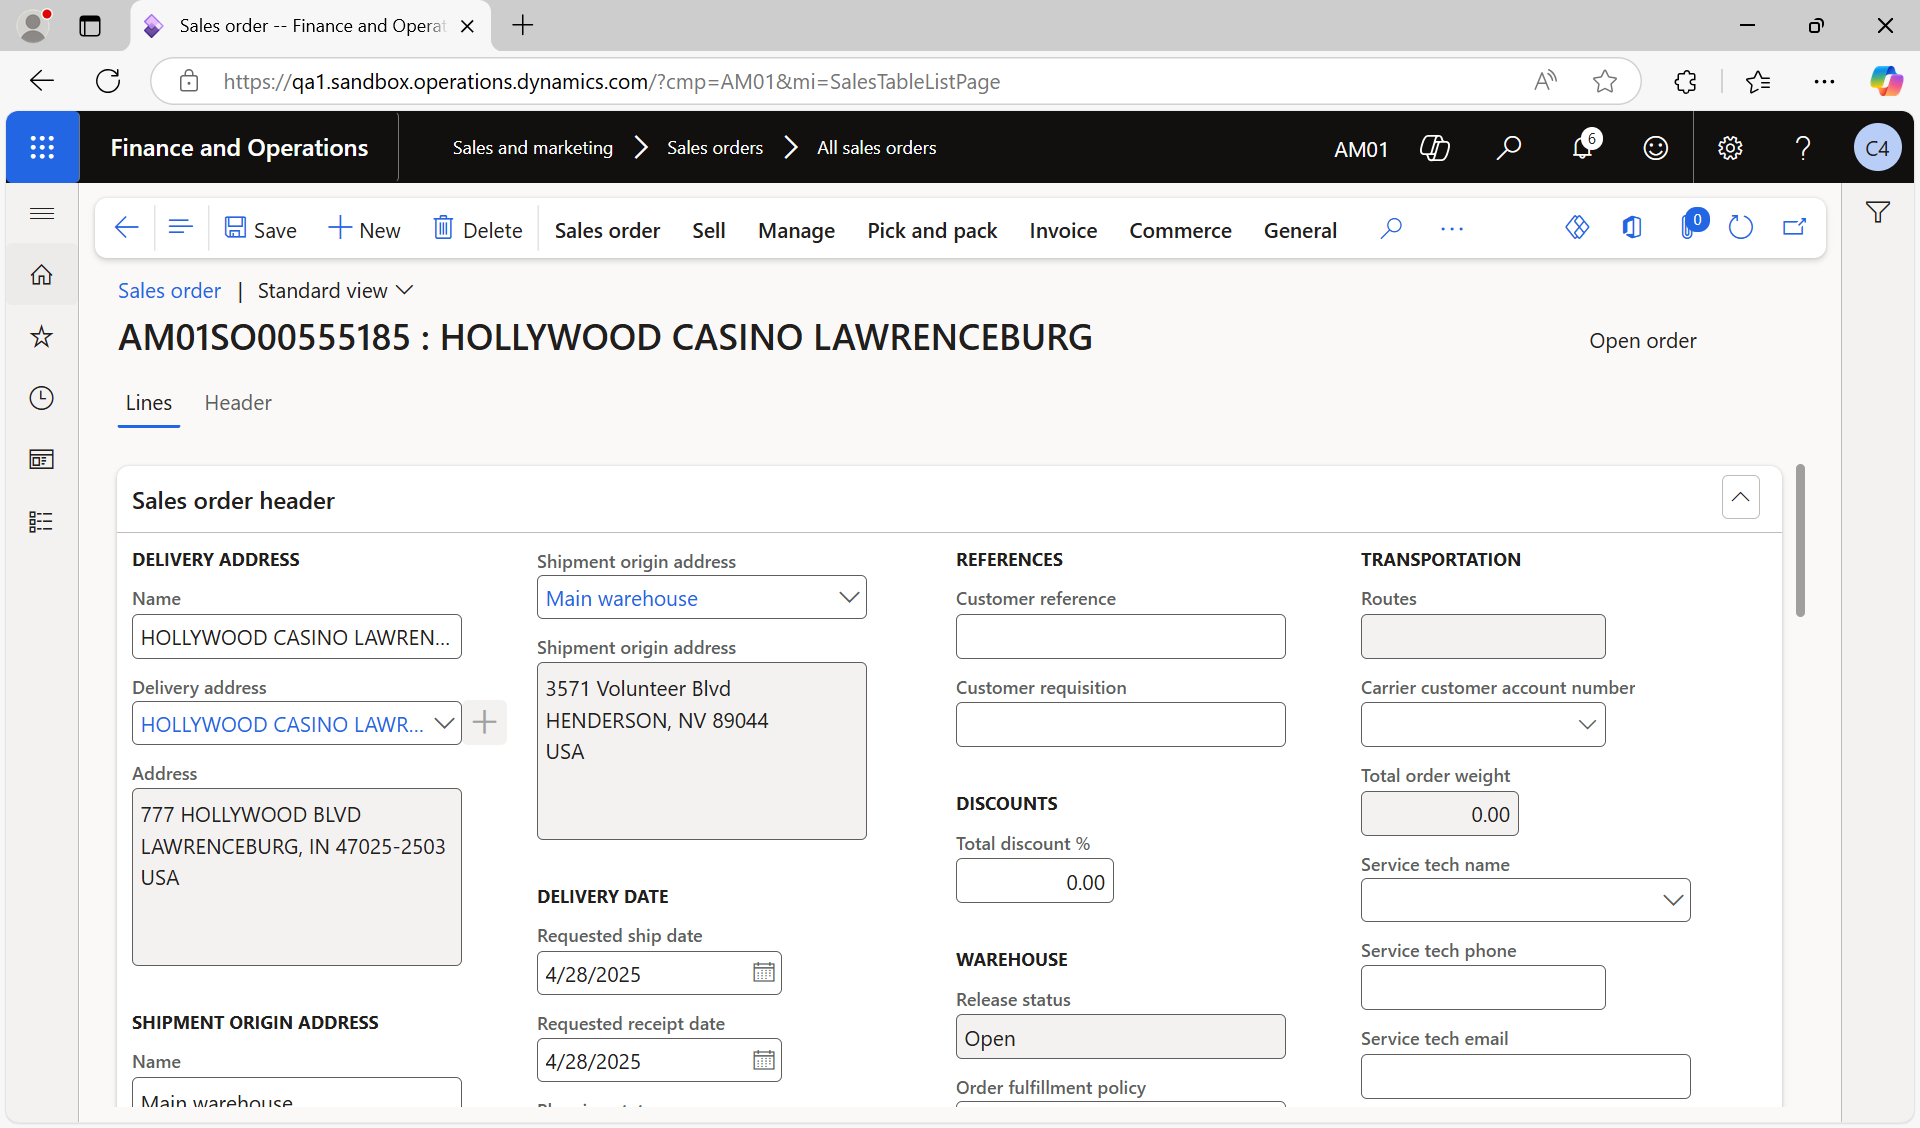 Sales order -- Finance and Operat
https://qa1.sandbox.operations.dynamics.com/?cmp=AM01&mi=SalesTableListPage
Finance and Operations
Sales and marketing
Sales orders
All sales orders
AM01
6
C4
Save
New
Delete
Sales order
Sell
Manage
Pick and pack
Invoice
Commerce
General
0
Sales order | Standard view
AM01SO00555185 : HOLLYWOOD CASINO LAWRENCEBURG
Open order
Lines
Header
Sales order header
DELIVERY ADDRESS
Name
HOLLYWOOD CASINO LAWREN...
Delivery address
HOLLYWOOD CASINO LAWR...
Address
777 HOLLYWOOD BLVD
LAWRENCEBURG, IN 47025-2503
USA
SHIPMENT ORIGIN ADDRESS
Name
Main warehouse
Shipment origin address
Main warehouse
Shipment origin address
3571 Volunteer Blvd
HENDERSON, NV 89044
USA
DELIVERY DATE
Requested ship date
4/28/2025
Requested receipt date
4/28/2025
REFERENCES
Customer reference
Customer requisition
DISCOUNTS
Total discount %
0.00
WAREHOUSE
Release status
Open
Order fulfillment policy
TRANSPORTATION
Routes
Carrier customer account number
Total order weight
0.00
Service tech name
Service tech phone
Service tech email